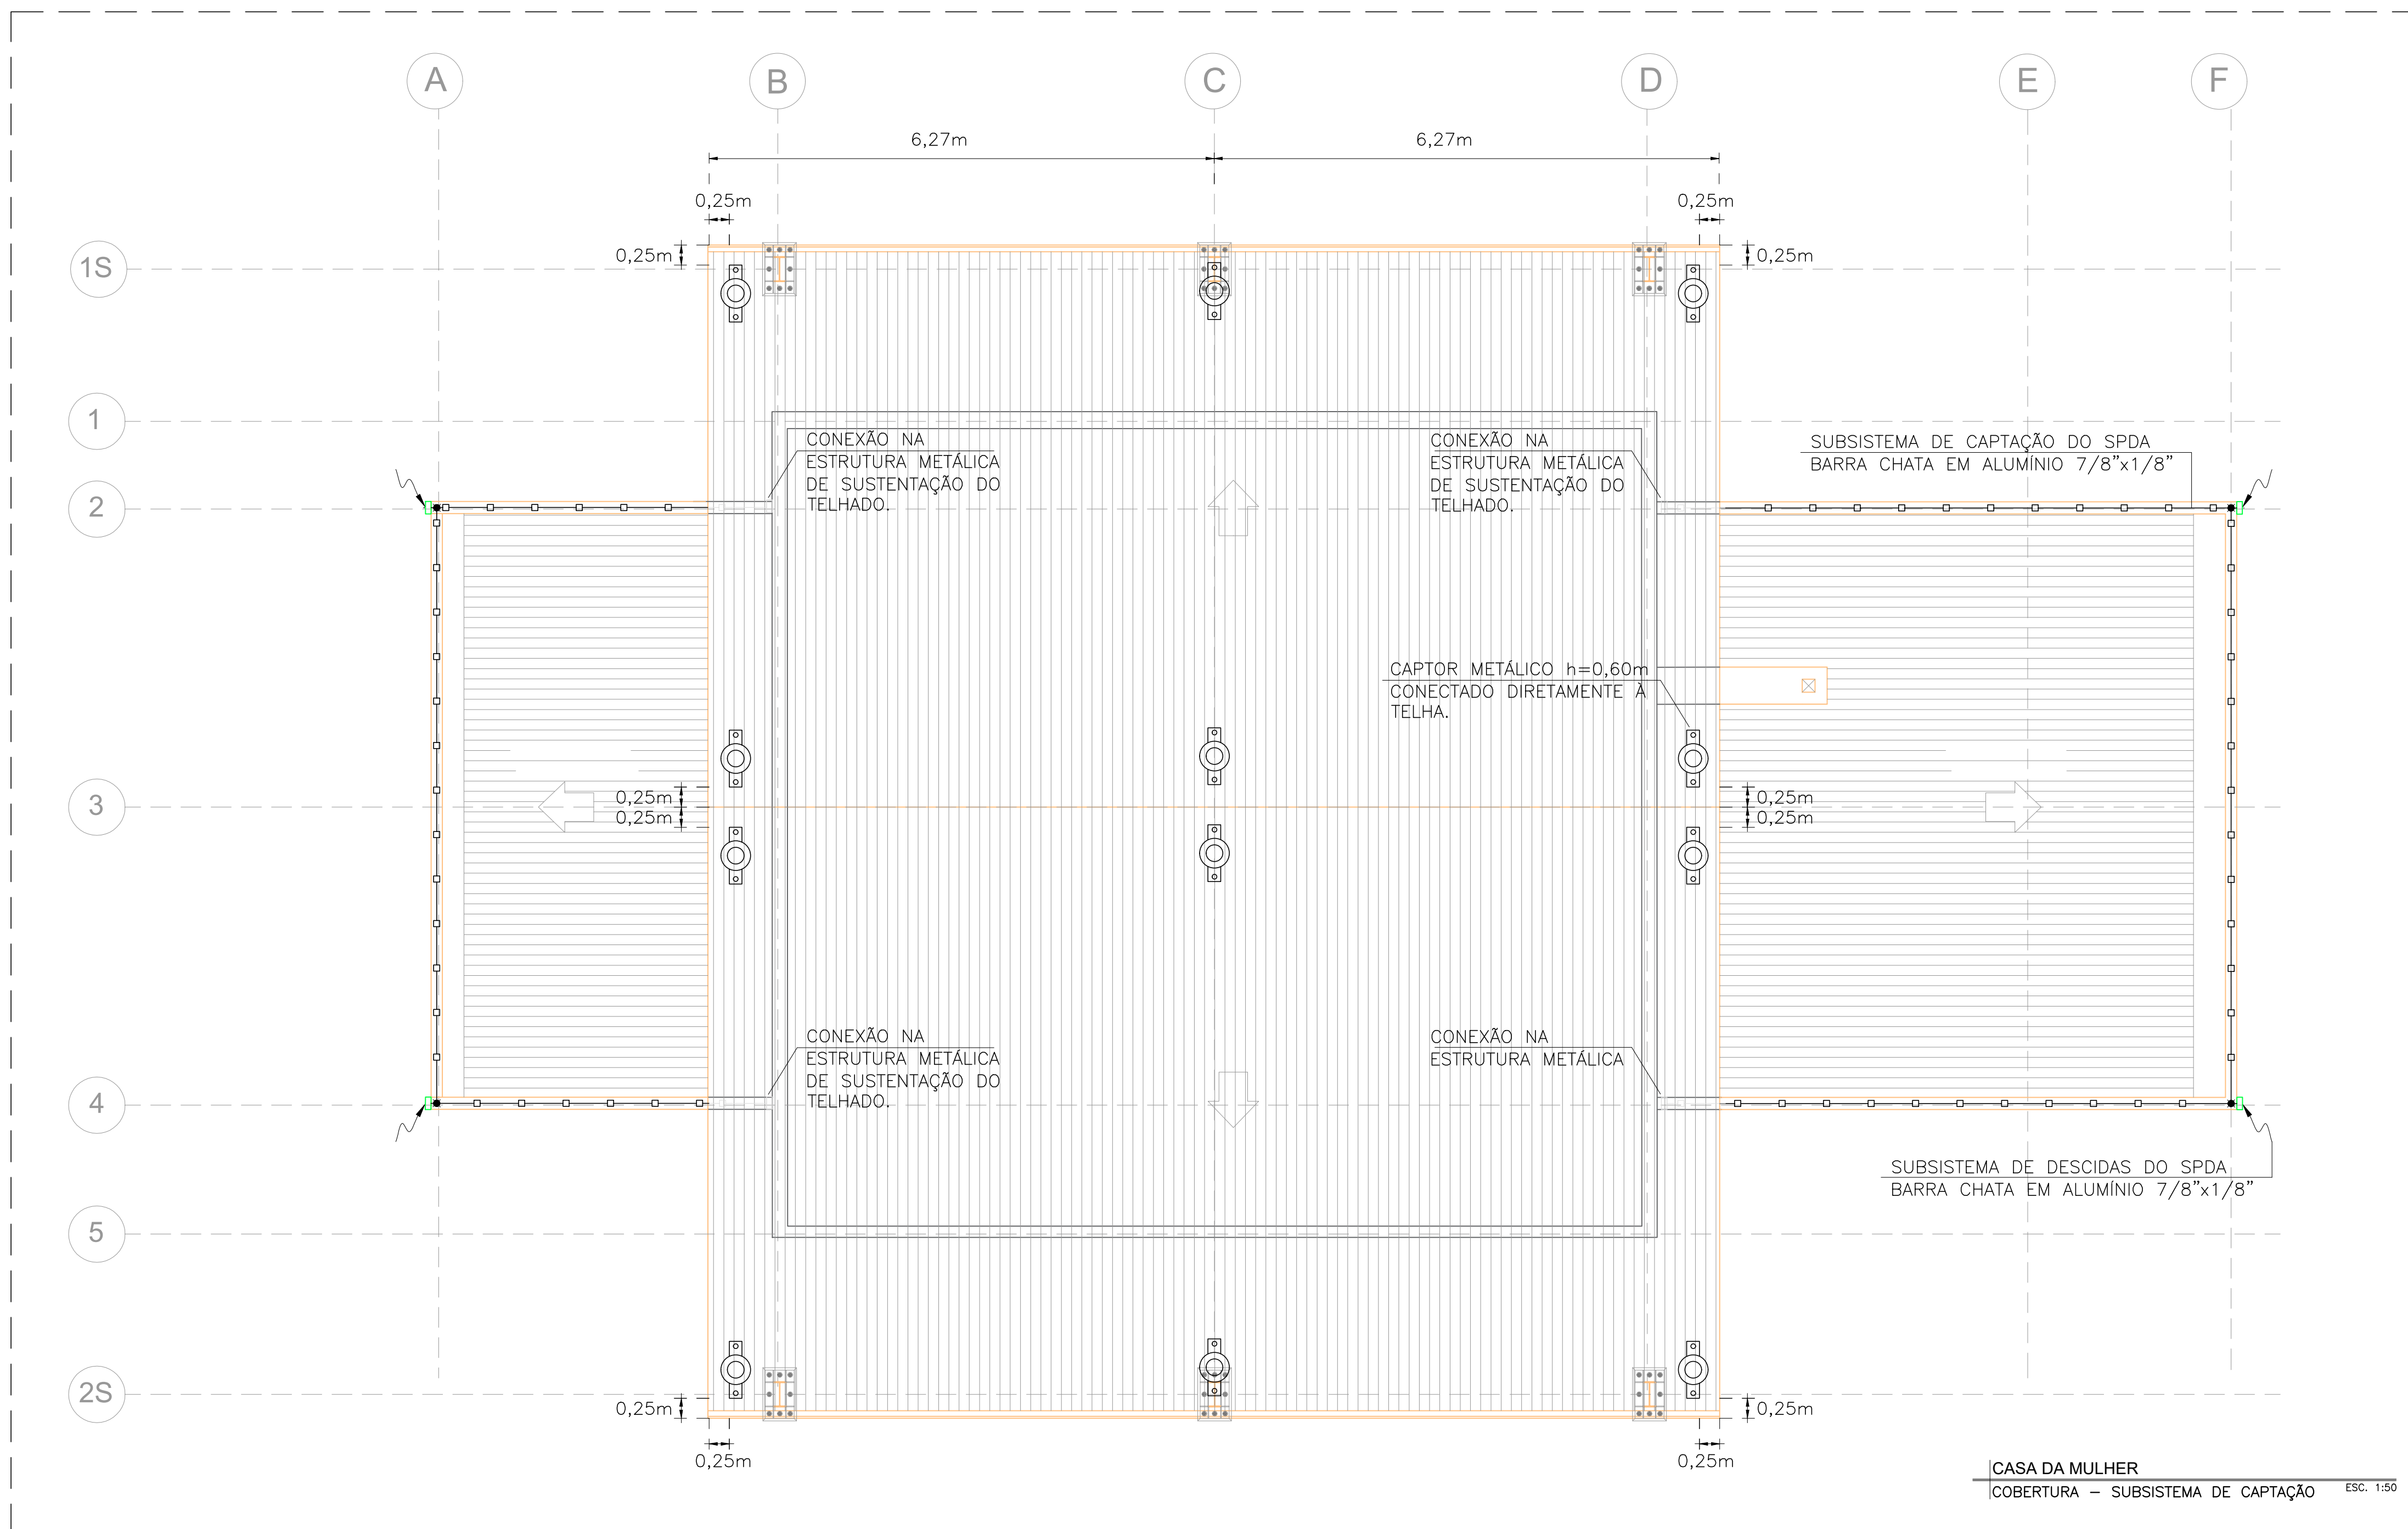 A
B
C
D
E
F
6,27m
6,27m
0,25m
0,25m
1S
0,25m
0,25m
1
CONEXÃO NA
ESTRUTURA METÁLICA
DE SUSTENTAÇÃO DO
TELHADO.
CONEXÃO NA
ESTRUTURA METÁLICA
DE SUSTENTAÇÃO DO
TELHADO.
SUBSISTEMA DE CAPTAÇÃO DO SPDA
BARRA CHATA EM ALUMÍNIO 7/8"x1/8"
2
CAPTOR METÁLICO h=0,60m
CONECTADO DIRETAMENTE À
TELHA.
3
0,25m
0,25m
0,25m
0,25m
CONEXÃO NA
ESTRUTURA METÁLICA
DE SUSTENTAÇÃO DO
TELHADO.
CONEXÃO NA
ESTRUTURA METÁLICA
4
SUBSISTEMA DE DESCIDAS DO SPDA
BARRA CHATA EM ALUMÍNIO 7/8"x1/8"
5
2S
0,25m
0,25m
0,25m
0,25m
CASA DA MULHER
COBERTURA – SUBSISTEMA DE CAPTAÇÃO
ESC. 1:50